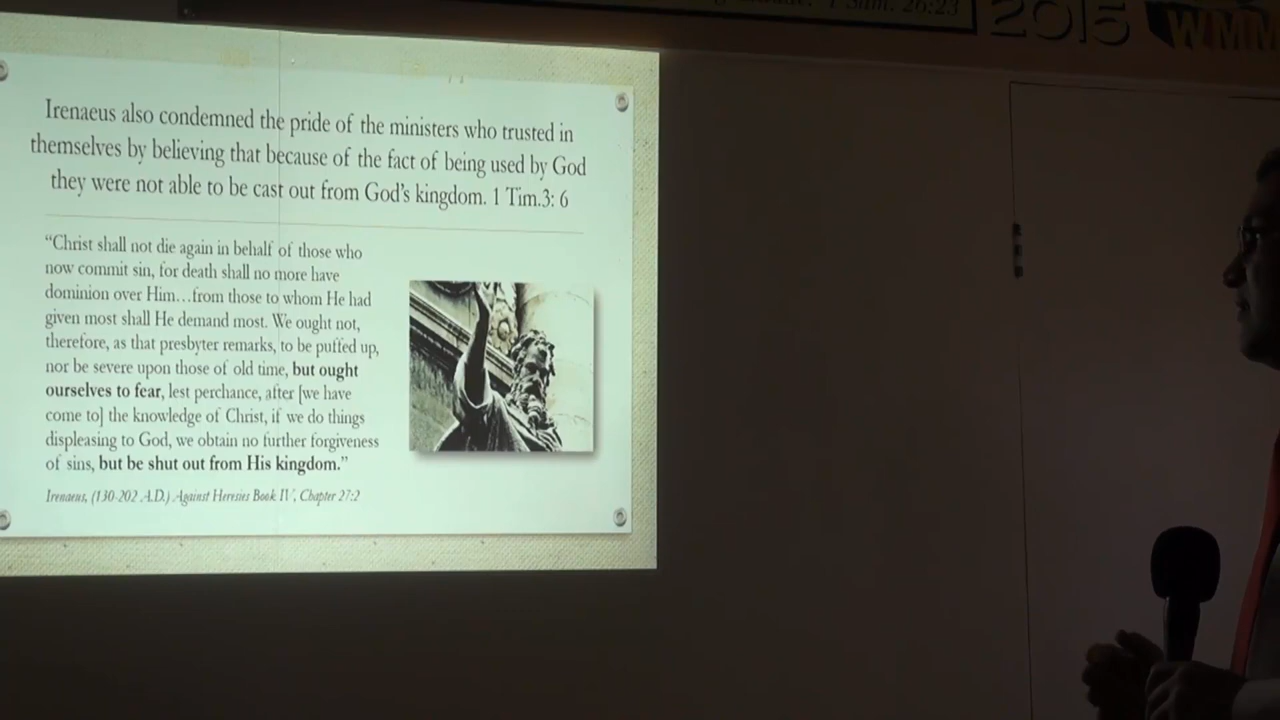 1 Sam. 26:23
2015
WMM
Irenaeus also condemned the pride of the ministers who trusted in
themselves by believing that because of the fact of being used by God
they were not able to be cast out from God's kingdom. 1 Tim.3: 6
“Christ shall not die again in behalf of those who
now commit sin, for death shall no more have
dominion over Him…from those to whom He had
given most shall He demand most. We ought not,
therefore, as that presbyter remarks, to be puffed up,
nor be severe upon those of old time, but ought
ourselves to fear, lest perchance, after [we have
come to] the knowledge of Christ, if we do things
displeasing to God, we obtain no further forgiveness
of sins, but be shut out from His kingdom.”
Irenaeus, (130-202 A.D.) Against Heresies Book IV, Chapter 27:2